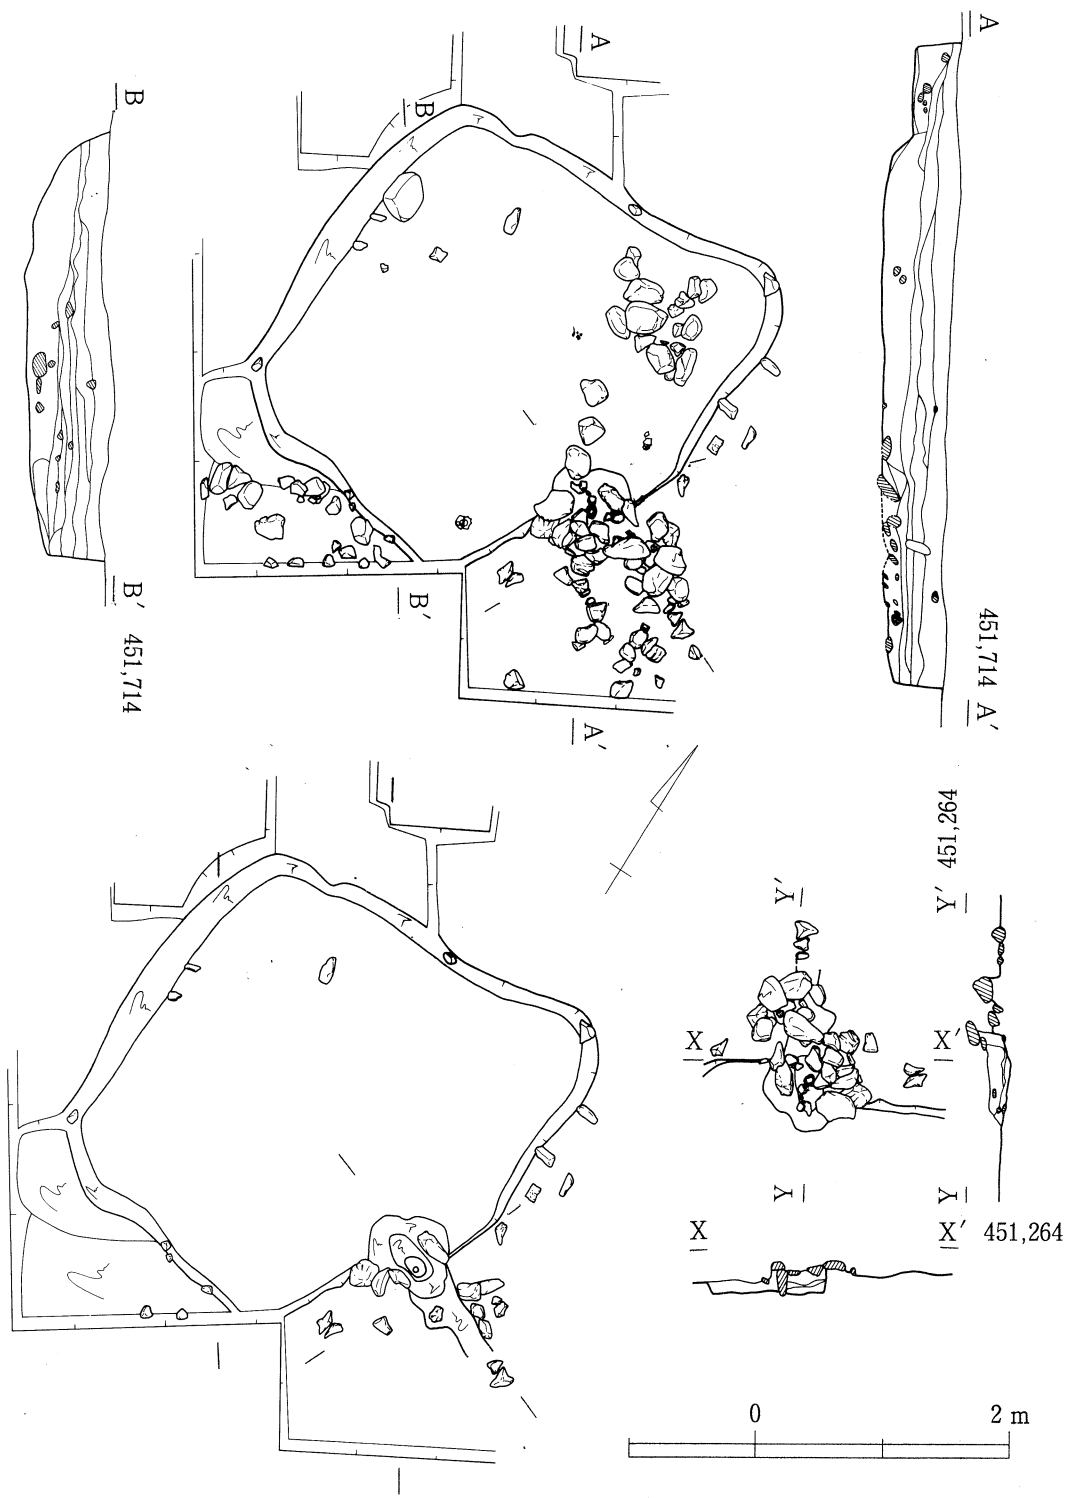 A
A
B
B
451,714 A′
B′
B′ 451,714
A′
Y′ 451,264
Y′
X
X′
Y
Y
X
X′ 451,264
0
2 m